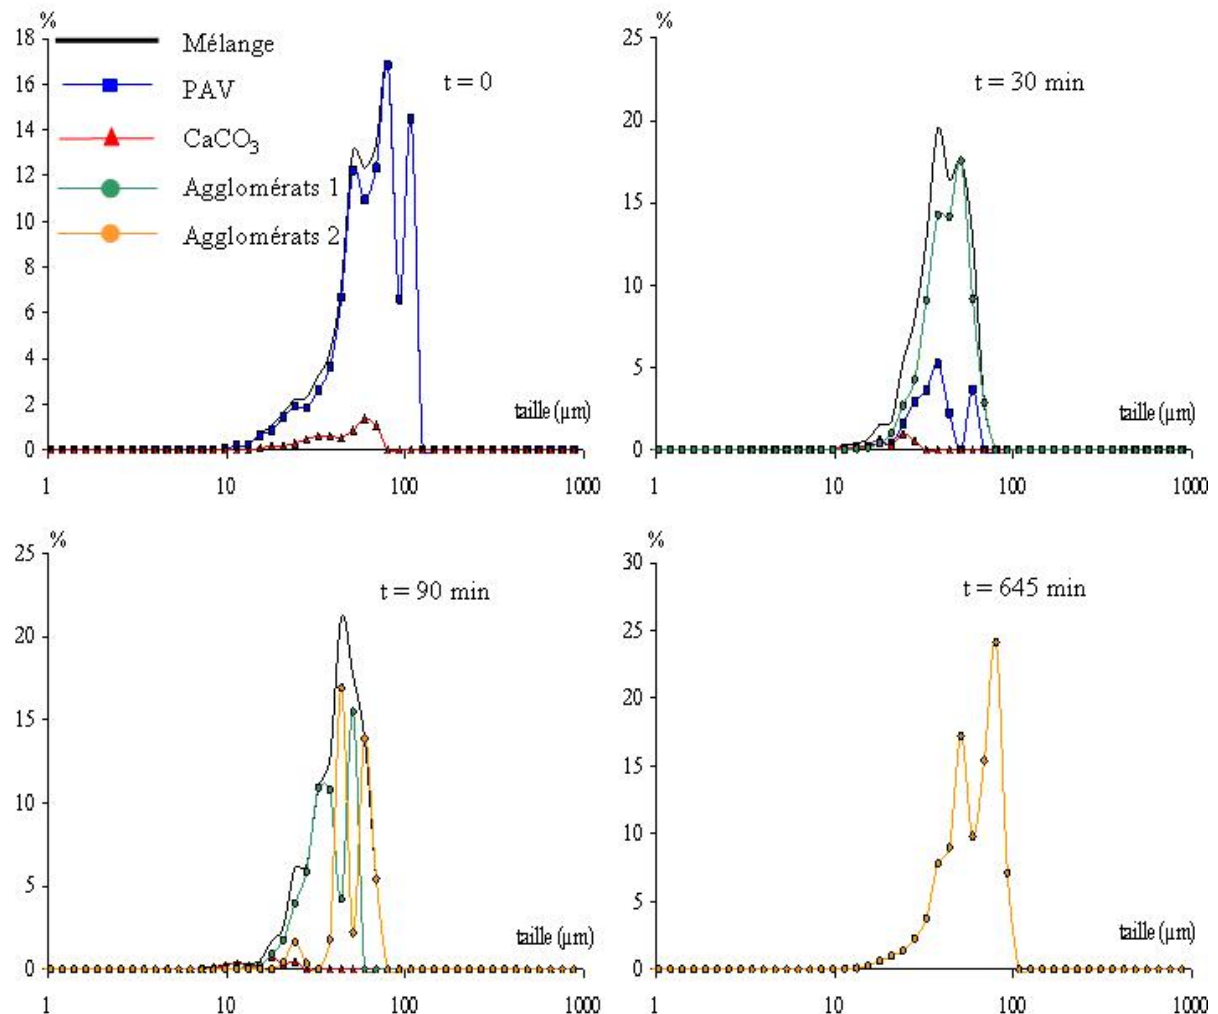 %
18
Mélange
16
PAV
t = 0
14
CaCO₃
12
Agglomérats 1
10
Agglomérats 2
8
6
4
2
taille (µm)
0
1 10 100 1000
%
25
t = 30 min
20
15
10
5
taille (µm)
0
1 10 100 1000
%
25
t = 90 min
20
15
10
5
taille (µm)
0
1 10 100 1000
%
30
t = 645 min
25
20
15
10
5
taille (µm)
0
1 10 100 1000